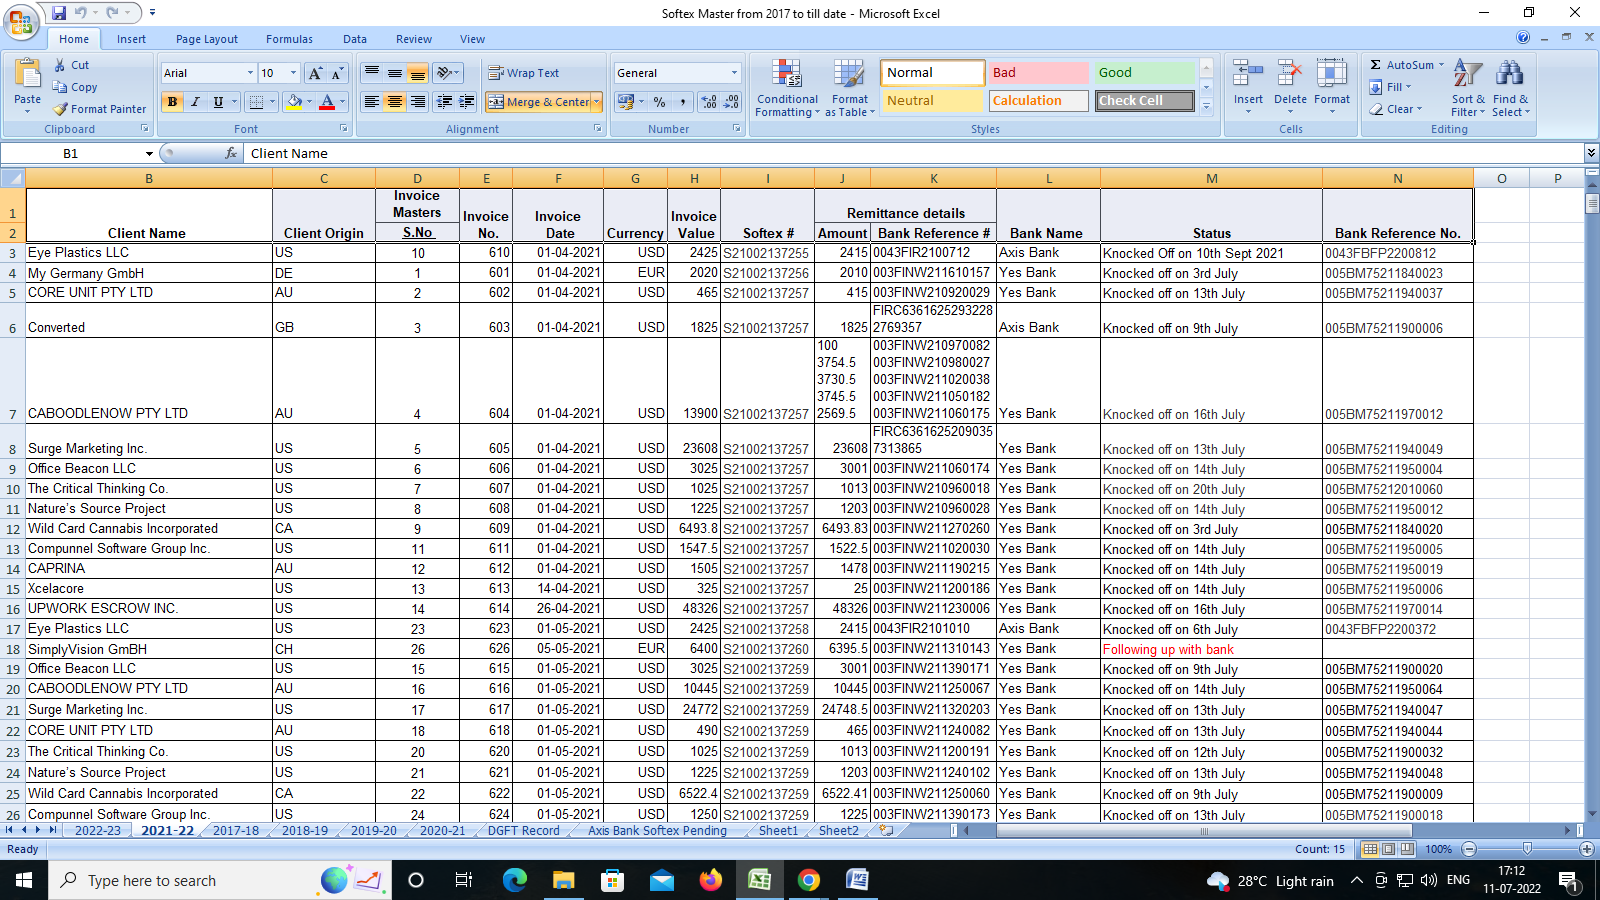 Softex Master from 2017 to till date - Microsoft Excel
Home Insert Page Layout Formulas Data Review View
Paste Cut Copy Format Painter Clipboard
Arial 10 B I U Font
Wrap Text Merge & Center Alignment
General % , Number
Conditional Formatting Format as Table Normal Bad Good Neutral Calculation Check Cell Styles
Insert Delete Format Cells
Σ AutoSum Fill Clear Sort & Filter Find & Select Editing
B1 fx Client Name
B C D E F G H I J K L M N O P
1 Invoice Masters Remittance details
2 Client Name Client Origin S.No Invoice No. Invoice Date Currency Invoice Value Softex # Amount Bank Reference # Bank Name Status Bank Reference No.
3 Eye Plastics LLC US 10 610 01-04-2021 USD 2425 S21002137255 2415 0043FIR2100712 Axis Bank Knocked Off on 10th Sept 2021 0043FBFP2200812
4 My Germany GmbH DE 1 601 01-04-2021 EUR 2020 S21002137256 2010 003FINW211610157 Yes Bank Knocked off on 3rd July 005BM75211840023
5 CORE UNIT PTY LTD AU 2 602 01-04-2021 USD 465 S21002137257 415 003FINW210920029 Yes Bank Knocked off on 13th July 005BM75211940037
FIRC6361625293228
6 Converted GB 3 603 01-04-2021 USD 1825 S21002137257 1825 2769357 Axis Bank Knocked off on 9th July 005BM75211900006
100 003FINW210970082
3754.5 003FINW210980027
3730.5 003FINW211020038
3745.5 003FINW211050182
7 CABOODLENOW PTY LTD AU 4 604 01-04-2021 USD 13900 S21002137257 2569.5 003FINW211060175 Yes Bank Knocked off on 16th July 005BM75211970012
FIRC6361625209035
8 Surge Marketing Inc. US 5 605 01-04-2021 USD 23608 S21002137257 23608 7313865 Yes Bank Knocked off on 13th July 005BM75211940049
9 Office Beacon LLC US 6 606 01-04-2021 USD 3025 S21002137257 3001 003FINW211060174 Yes Bank Knocked off on 14th July 005BM75211950004
10 The Critical Thinking Co. US 7 607 01-04-2021 USD 1025 S21002137257 1013 003FINW210960018 Yes Bank Knocked off on 20th July 005BM75212010060
11 Nature's Source Project US 8 608 01-04-2021 USD 1225 S21002137257 1203 003FINW210960028 Yes Bank Knocked off on 14th July 005BM75211950012
12 Wild Card Cannabis Incorporated CA 9 609 01-04-2021 USD 6493.8 S21002137257 6493.83 003FINW211270260 Yes Bank Knocked off on 3rd July 005BM75211840020
13 Compunnel Software Group Inc. US 11 611 01-04-2021 USD 1547.5 S21002137257 1522.5 003FINW211020030 Yes Bank Knocked off on 14th July 005BM75211950005
14 CAPRINA AU 12 612 01-04-2021 USD 1505 S21002137257 1478 003FINW211190215 Yes Bank Knocked off on 14th July 005BM75211950019
15 Xcelacore US 13 613 14-04-2021 USD 325 S21002137257 25 003FINW211200186 Yes Bank Knocked off on 14th July 005BM75211950006
16 UPWORK ESCROW INC. US 14 614 26-04-2021 USD 48326 S21002137257 48326 003FINW211230006 Yes Bank Knocked off on 16th July 005BM75211970014
17 Eye Plastics LLC US 23 623 01-05-2021 USD 2425 S21002137258 2415 0043FIR2101010 Axis Bank Knocked off on 6th July 0043FBFP2200372
18 SimplyVision GmBH CH 26 626 05-05-2021 EUR 6400 S21002137260 6395.5 003FINW211310143 Yes Bank Following up with bank
19 Office Beacon LLC US 15 615 01-05-2021 USD 3025 S21002137259 3001 003FINW211390171 Yes Bank Knocked off on 9th July 005BM75211900020
20 CABOODLENOW PTY LTD AU 16 616 01-05-2021 USD 10445 S21002137259 10445 003FINW211250067 Yes Bank Knocked off on 14th July 005BM75211950064
21 Surge Marketing Inc. US 17 617 01-05-2021 USD 24772 S21002137259 24748.5 003FINW211320203 Yes Bank Knocked off on 13th July 005BM75211940047
22 CORE UNIT PTY LTD AU 18 618 01-05-2021 USD 490 S21002137259 465 003FINW211240082 Yes Bank Knocked off on 13th July 005BM75211940044
23 The Critical Thinking Co. US 20 620 01-05-2021 USD 1025 S21002137259 1013 003FINW211200191 Yes Bank Knocked off on 12th July 005BM75211900032
24 Nature's Source Project US 21 621 01-05-2021 USD 1225 S21002137259 1203 003FINW211240102 Yes Bank Knocked off on 13th July 005BM75211940048
25 Wild Card Cannabis Incorporated CA 22 622 01-05-2021 USD 6522.4 S21002137259 6522.41 003FINW211250060 Yes Bank Knocked off on 9th July 005BM75211900009
26 Compunnel Software Group Inc. US 24 624 01-05-2021 USD 1250 S21002137259 1225 003FINW211390173 Yes Bank Knocked off on 13th July 005BM75211900018
2022-23 2021-22 2017-18 2018-19 2019-20 2020-21 DGFT Record Axis Bank Softex Pending Sheet1 Sheet2
Ready Count: 15 100%
Type here to search 28°C Light rain ENG 17:12 11-07-2022 1